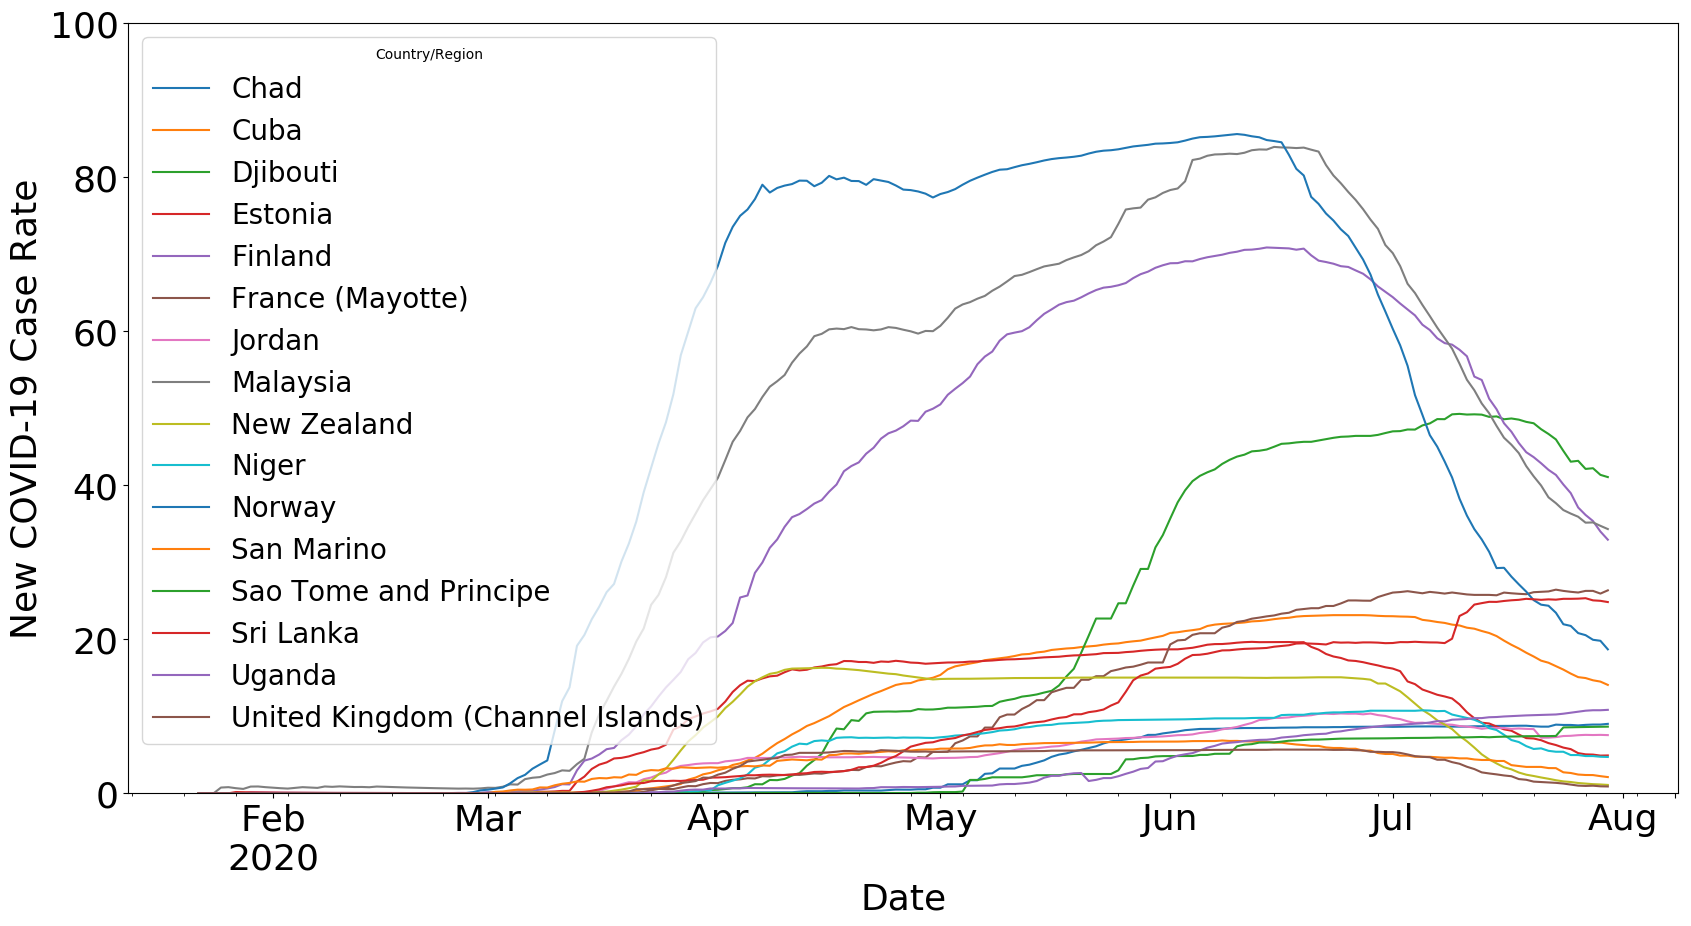 100
80
60
40
20
0
New COVID-19 Case Rate
Country/Region
Chad
Cuba
Djibouti
Estonia
Finland
France (Mayotte)
Jordan
Malaysia
New Zealand
Niger
Norway
San Marino
Sao Tome and Principe
Sri Lanka
Uganda
United Kingdom (Channel Islands)
Feb Mar Apr May Jun Jul Aug
2020
Date